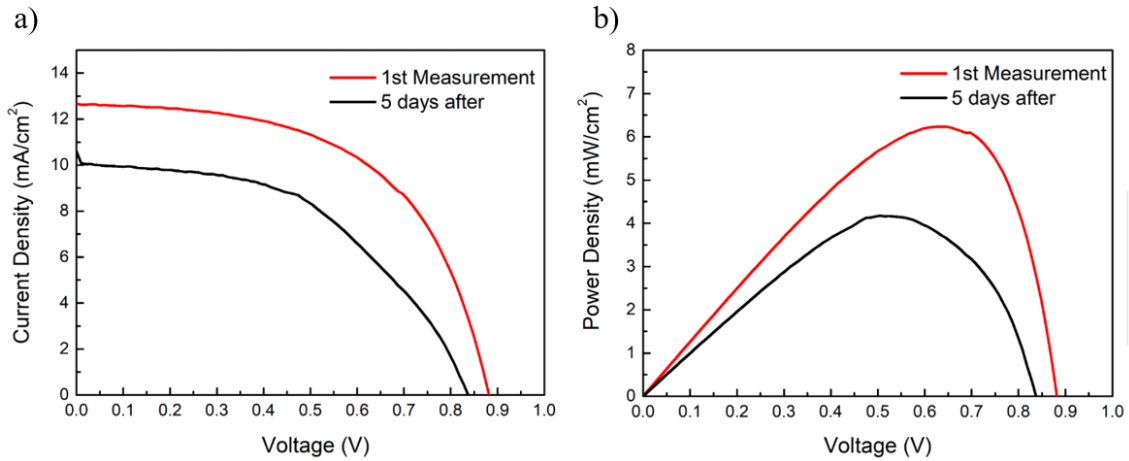 a)
14
12
10
8
6
4
2
0
0.0 0.1 0.2 0.3 0.4 0.5 0.6 0.7 0.8 0.9 1.0
Current Density (mA/cm²)
Voltage (V)
1st Measurement
5 days after
b)
8
7
6
5
4
3
2
1
0
0.0 0.1 0.2 0.3 0.4 0.5 0.6 0.7 0.8 0.9 1.0
Power Density (mW/cm²)
Voltage (V)
1st Measurement
5 days after